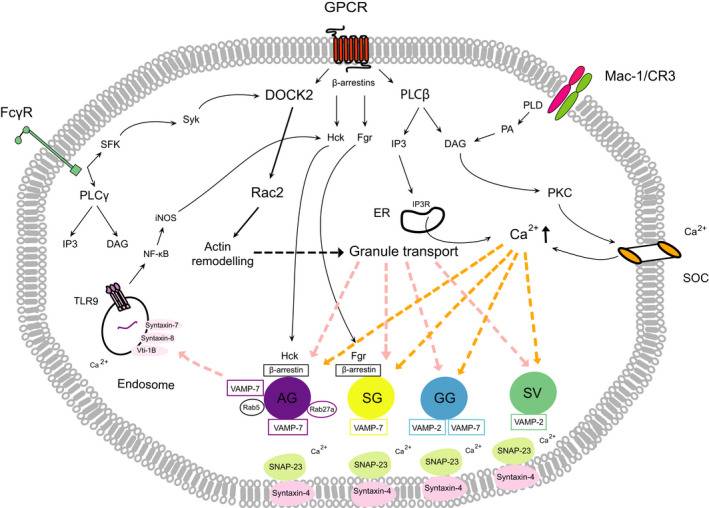 GPCR
Mac-1/CR3
FcγR
β-arrestins
DOCK2
PLCβ
PLD
Syk
SFK
PA
Hck
Fgr
IP3
DAG
PLCγ
Rac2
PKC
iNOS
IP3R
ER
Ca2+
Ca2+
SOC
IP3
DAG
NF-κB
Actin
remodelling
Granule transport
TLR9
Syntaxin-7
Syntaxin-8
Vti-1B
Ca2+
Endosome
Hck
Fgr
β-arrestin
β-arrestin
VAMP-7
AG
SG
GG
SV
Rab5
Rab27a
VAMP-7
VAMP-7
VAMP-2
VAMP-7
VAMP-2
Ca2+
Ca2+
Ca2+
Ca2+
SNAP-23
SNAP-23
SNAP-23
SNAP-23
Syntaxin-4
Syntaxin-4
Syntaxin-4
Syntaxin-4